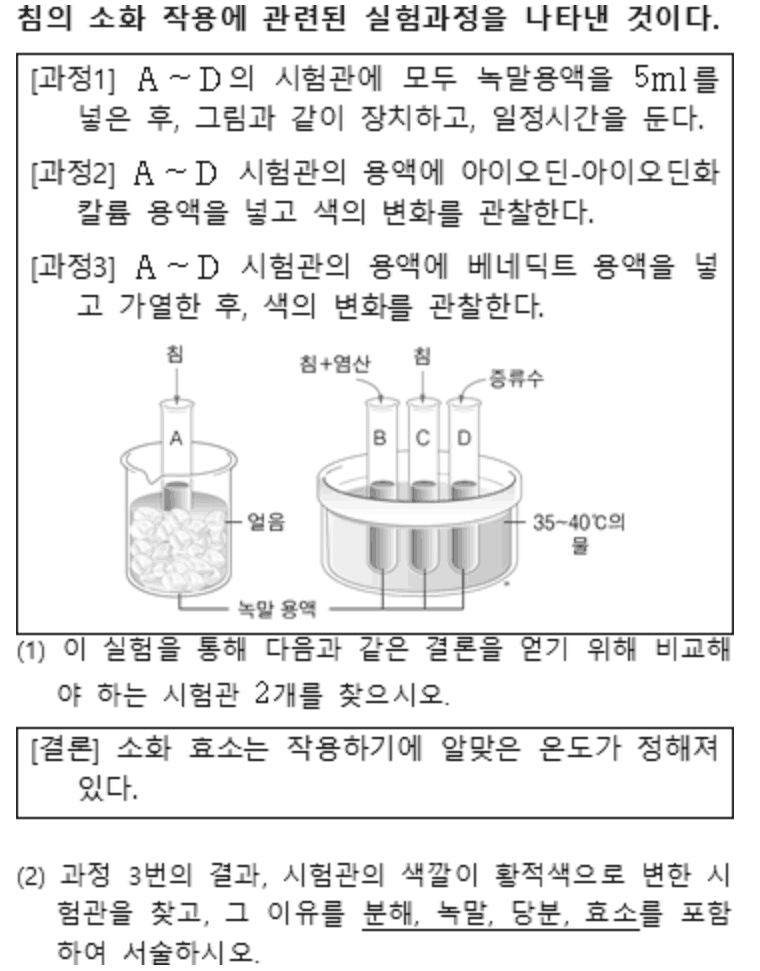 침의 소화 작용에 관련된 실험과정을 나타낸 것이다.
[과정1] A ~ D의 시험관에 모두 녹말용액을 5ml를
넣은 후, 그림과 같이 장치하고, 일정시간을 둔다.
[과정2] A ~ D 시험관의 용액에 아이오딘-아이오딘화
칼륨 용액을 넣고 색의 변화를 관찰한다.
[과정3] A ~ D 시험관의 용액에 베네딕트 용액을 넣
고 가열한 후, 색의 변화를 관찰한다.
침
침+염산
침
증류수
A
B
C
D
얼음
35~40℃의
물
녹말 용액
(1) 이 실험을 통해 다음과 같은 결론을 얻기 위해 비교해
야 하는 시험관 2개를 찾으시오.
[결론] 소화 효소는 작용하기에 알맞은 온도가 정해져
있다.
(2) 과정 3번의 결과, 시험관의 색깔이 황적색으로 변한 시
험관을 찾고, 그 이유를 분해, 녹말, 당분, 효소를 포함
하여 서술하시오.